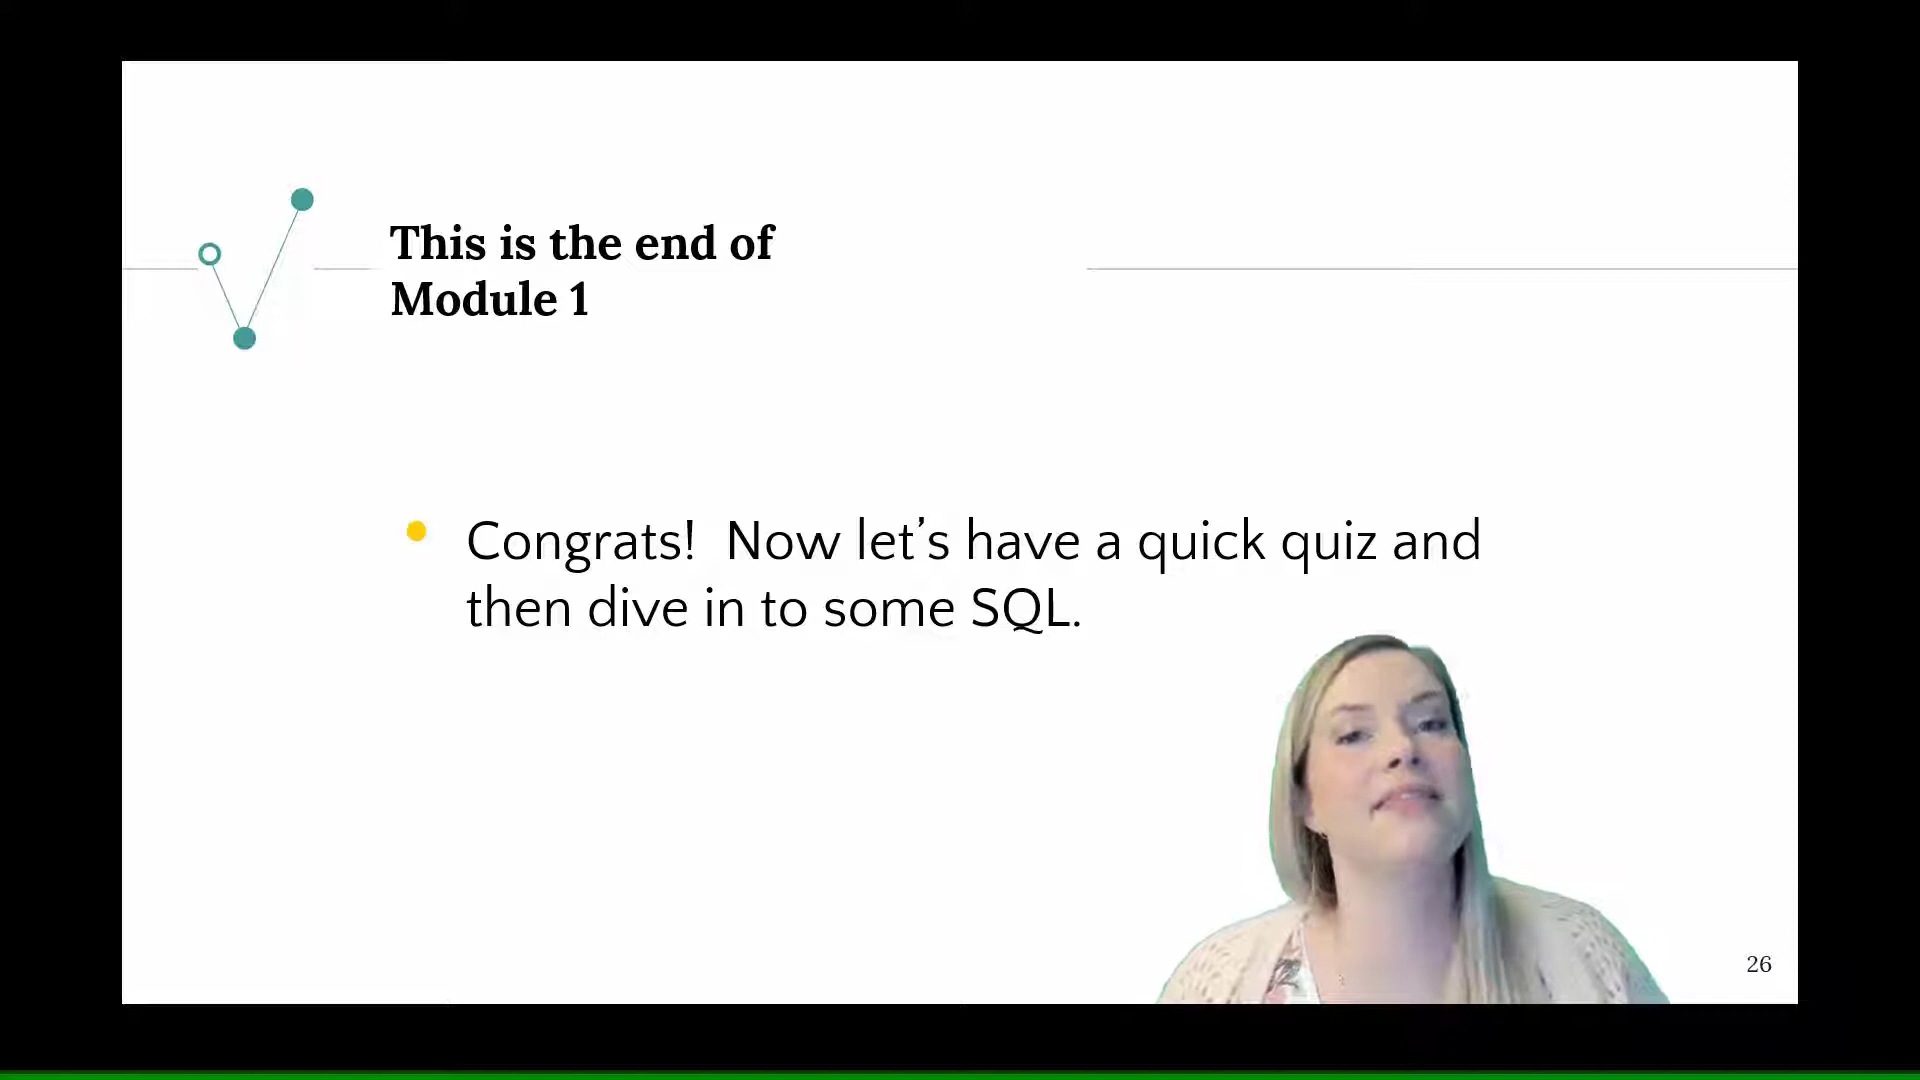 This is the end of
Module 1
Congrats!  Now let’s have a quick quiz and
then dive in to some SQL.
26